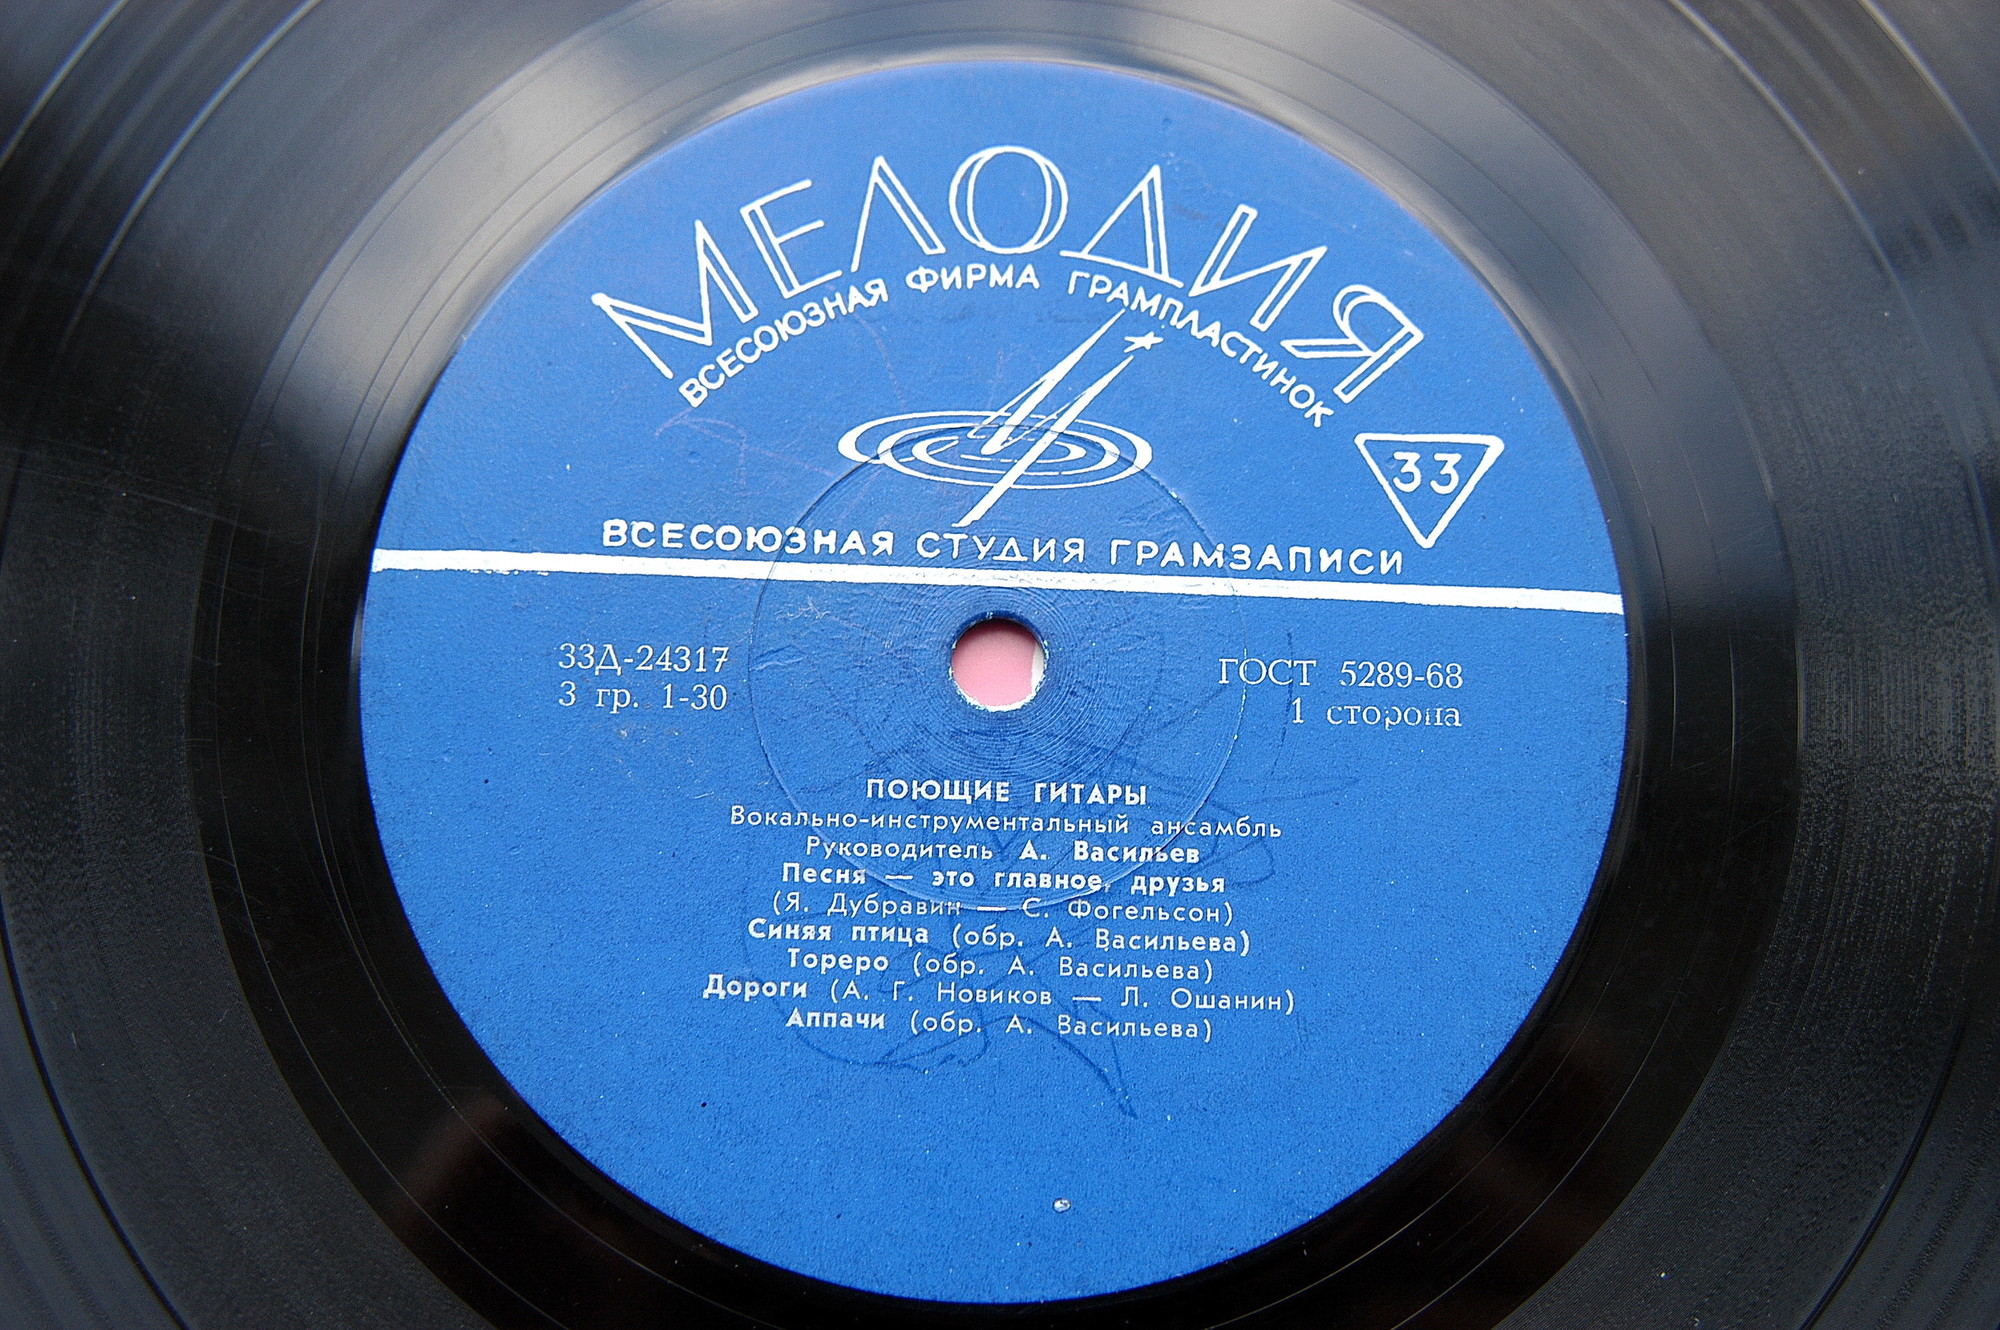 МЕЛОДИЯ
ВСЕСОЮЗНАЯ ФИРМА ГРАМПЛАСТИНОК
33
ВСЕСОЮЗНАЯ СТУДИЯ ГРАМЗАПИСИ
33Д-24317
3 гр. 1-30
ГОСТ 5289-68
1 сторона
ПОЮЩИЕ ГИТАРЫ
Вокально-инструментальный ансамбль
Руководитель А. Васильев
Песня — это главное, друзья
(Я. Дубравин — С. Фогельсон)
Синяя птица (обр. А. Васильева)
Тореро (обр. А. Васильева)
Дороги (А. Г. Новиков — Л. Ошанин)
Аппачи (обр. А. Васильева)